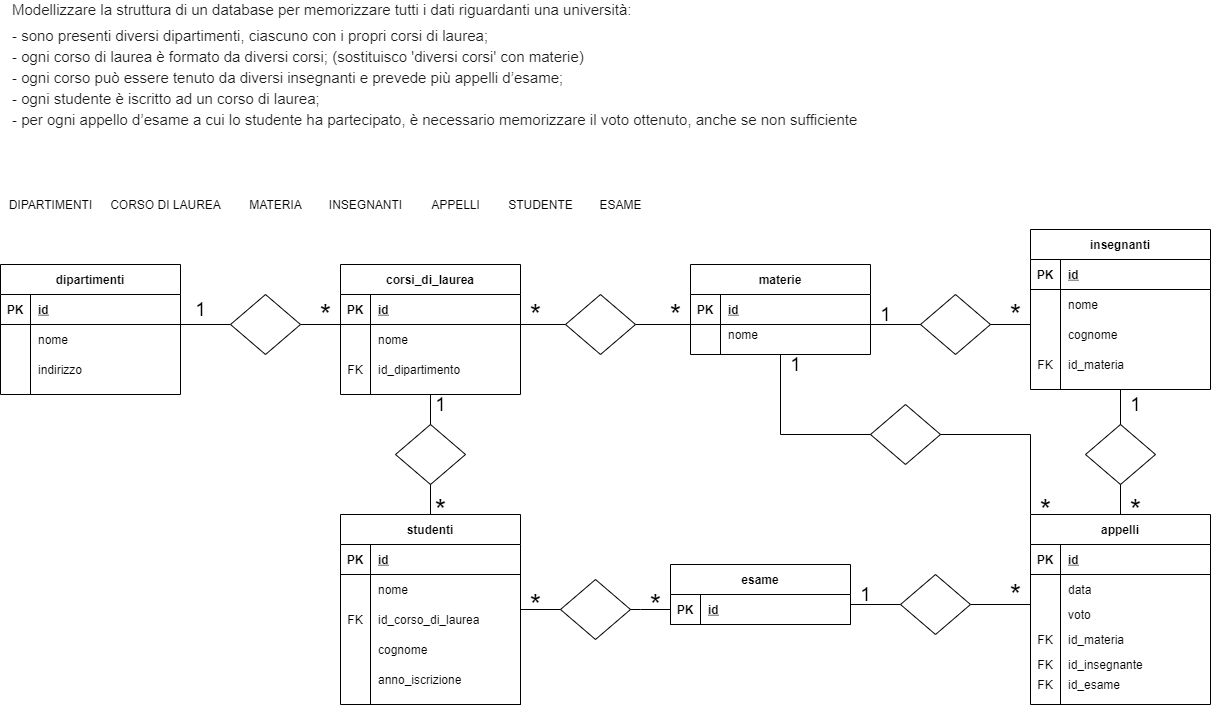 Modellizzare la struttura di un database per memorizzare tutti i dati riguardanti una università:
- sono presenti diversi dipartimenti, ciascuno con i propri corsi di laurea;
- ogni corso di laurea è formato da diversi corsi; (sostituisco 'diversi corsi' con materie)
- ogni corso può essere tenuto da diversi insegnanti e prevede più appelli d'esame;
- ogni studente è iscritto ad un corso di laurea;
- per ogni appello d'esame a cui lo studente ha partecipato, è necessario memorizzare il voto ottenuto, anche se non sufficiente
DIPARTIMENTI CORSO DI LAUREA MATERIA INSEGNANTI APPELLI STUDENTE ESAME
dipartimenti
PK id
nome
indirizzo
1 *
corsi_di_laurea
PK id
nome
FK id_dipartimento
* *
materie
PK id
nome
1 *
insegnanti
PK id
nome
cognome
FK id_materia
1
*
1
*
1
*
studenti
PK id
nome
FK id_corso_di_laurea
cognome
anno_iscrizione
* *
esame
PK id
1 *
appelli
PK id
data
voto
FK id_materia
FK id_insegnante
FK id_esame